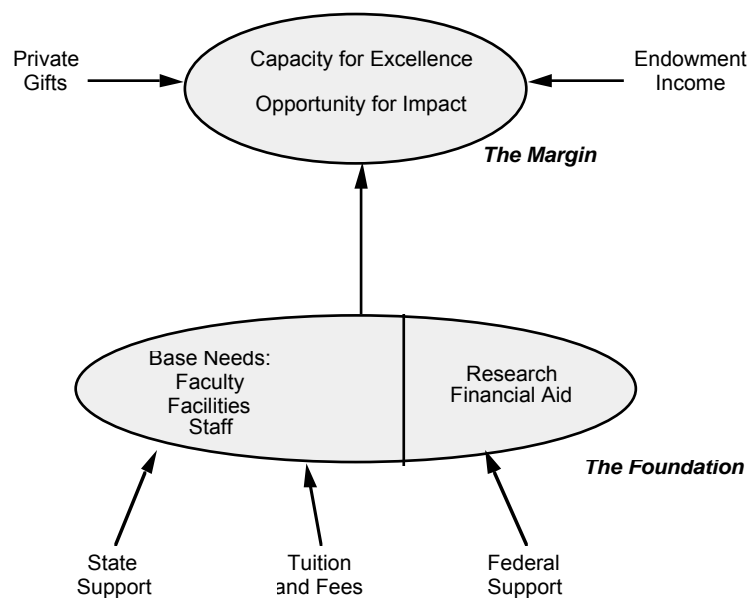 Private
Gifts
Capacity for Excellence
Opportunity for Impact
Endowment
Income
The Margin
Base Needs:
Faculty
Facilities
Staff
Research
Financial Aid
The Foundation
State
Support
Tuition
and Fees
Federal
Support